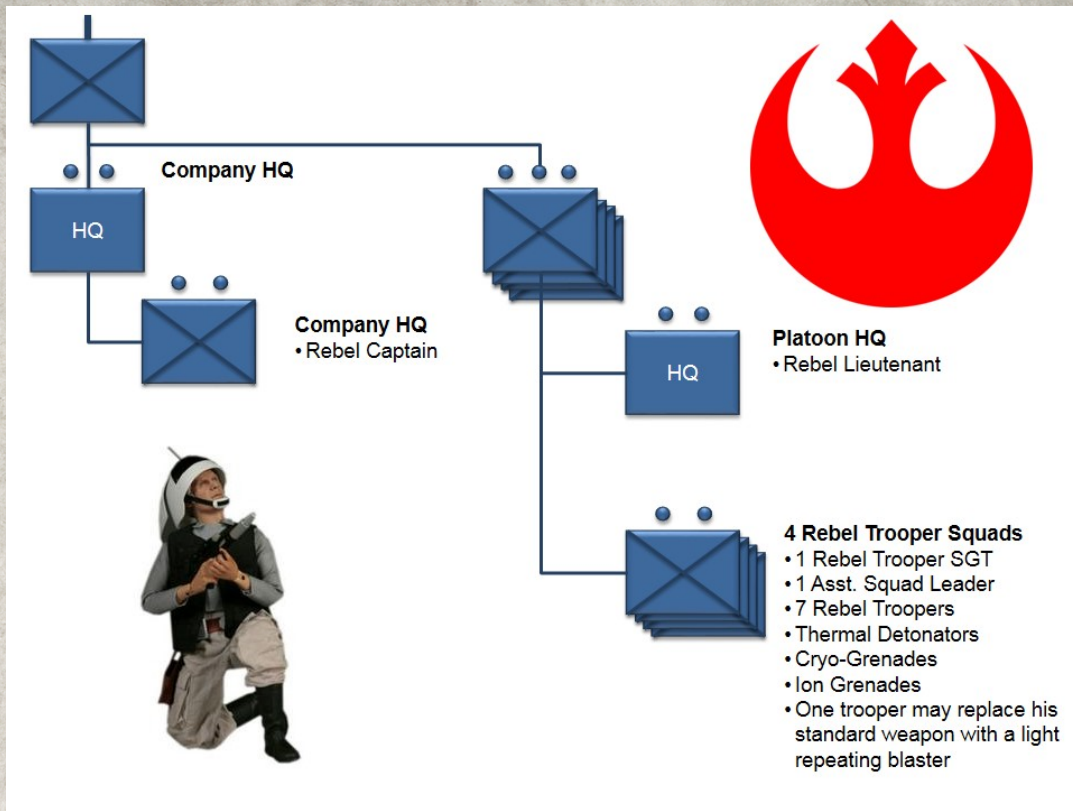 Company HQ
HQ
Company HQ
• Rebel Captain
Platoon HQ
• Rebel Lieutenant
HQ
4 Rebel Trooper Squads
• 1 Rebel Trooper SGT
• 1 Asst. Squad Leader
• 7 Rebel Troopers
• Thermal Detonators
• Cryo-Grenades
• Ion Grenades
• One trooper may replace his
standard weapon with a light
repeating blaster